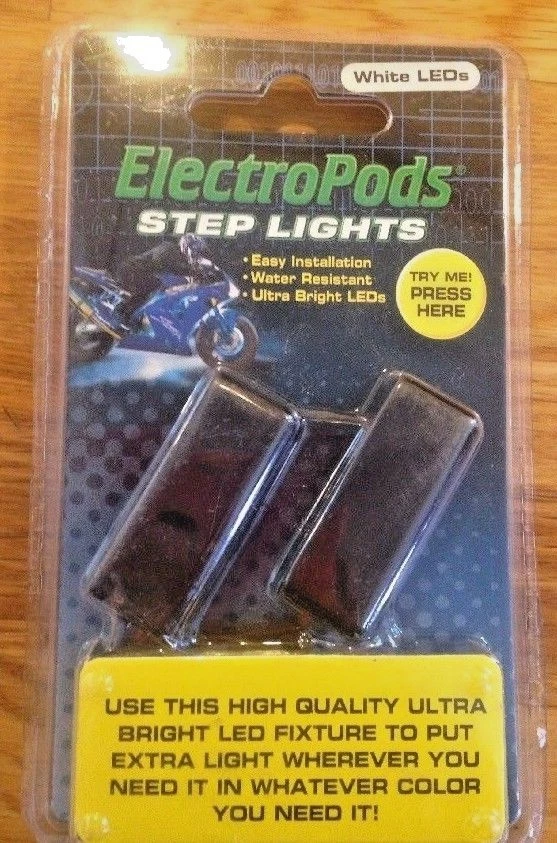 White LEDs
ElectroPods®
STEP LIGHTS
• Easy Installation
• Water Resistant
• Ultra Bright LEDs
TRY ME!
PRESS
HERE
USE THIS HIGH QUALITY ULTRA
BRIGHT LED FIXTURE TO PUT
EXTRA LIGHT WHEREVER YOU
NEED IT IN WHATEVER COLOR
YOU NEED IT!